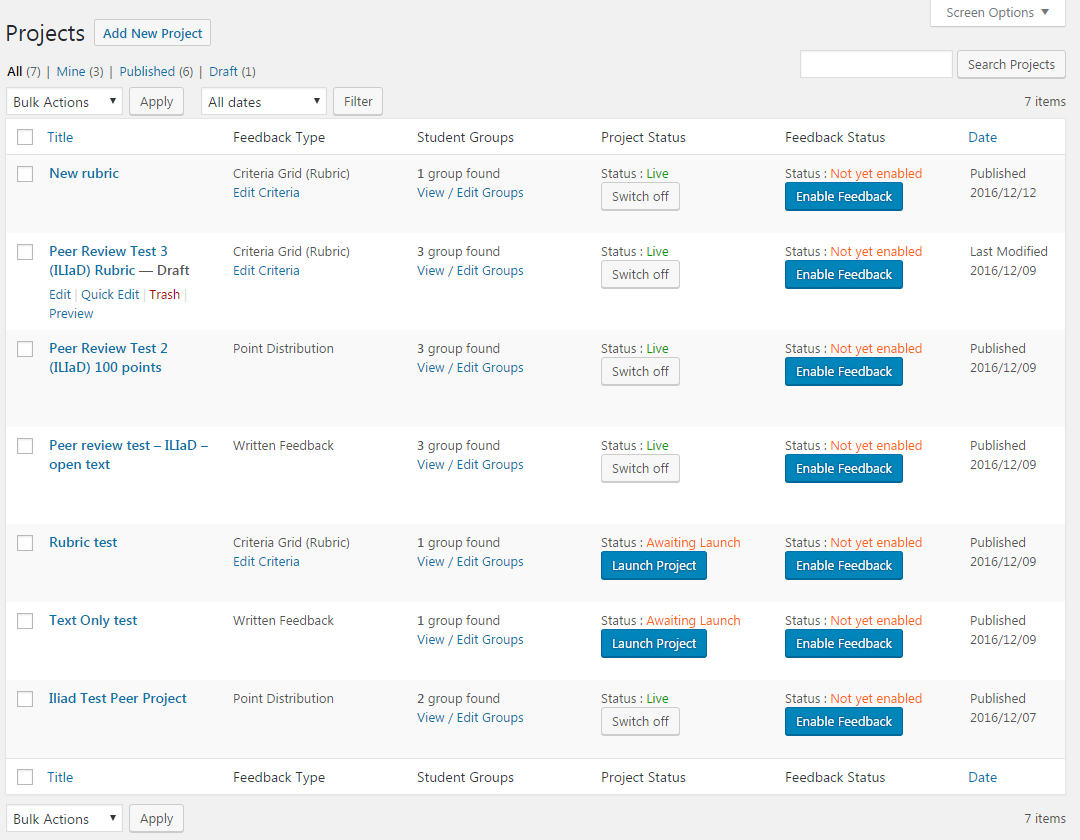 Screen Options ▼
Projects Add New Project
All (7) | Mine (3) | Published (6) | Draft (1)
Search Projects
Bulk Actions Apply All dates Filter 7 items
Title Feedback Type Student Groups Project Status Feedback Status Date
New rubric Criteria Grid (Rubric) 1 group found Status : Live Status : Not yet enabled Published
Edit Criteria View / Edit Groups Switch off Enable Feedback 2016/12/12
Peer Review Test 3 Criteria Grid (Rubric) 3 group found Status : Live Status : Not yet enabled Last Modified
(ILIaD) Rubric — Draft Edit Criteria View / Edit Groups Switch off Enable Feedback 2016/12/09
Edit | Quick Edit | Trash |
Preview
Peer Review Test 2 Point Distribution 3 group found Status : Live Status : Not yet enabled Published
(ILIaD) 100 points View / Edit Groups Switch off Enable Feedback 2016/12/09
Peer review test – ILIaD – Written Feedback 3 group found Status : Live Status : Not yet enabled Published
open text View / Edit Groups Switch off Enable Feedback 2016/12/09
Rubric test Criteria Grid (Rubric) 1 group found Status : Awaiting Launch Status : Not yet enabled Published
Edit Criteria View / Edit Groups Launch Project Enable Feedback 2016/12/09
Text Only test Written Feedback 1 group found Status : Awaiting Launch Status : Not yet enabled Published
View / Edit Groups Launch Project Enable Feedback 2016/12/09
Iliad Test Peer Project Point Distribution 2 group found Status : Live Status : Not yet enabled Published
View / Edit Groups Switch off Enable Feedback 2016/12/07
Title Feedback Type Student Groups Project Status Feedback Status Date
Bulk Actions Apply 7 items